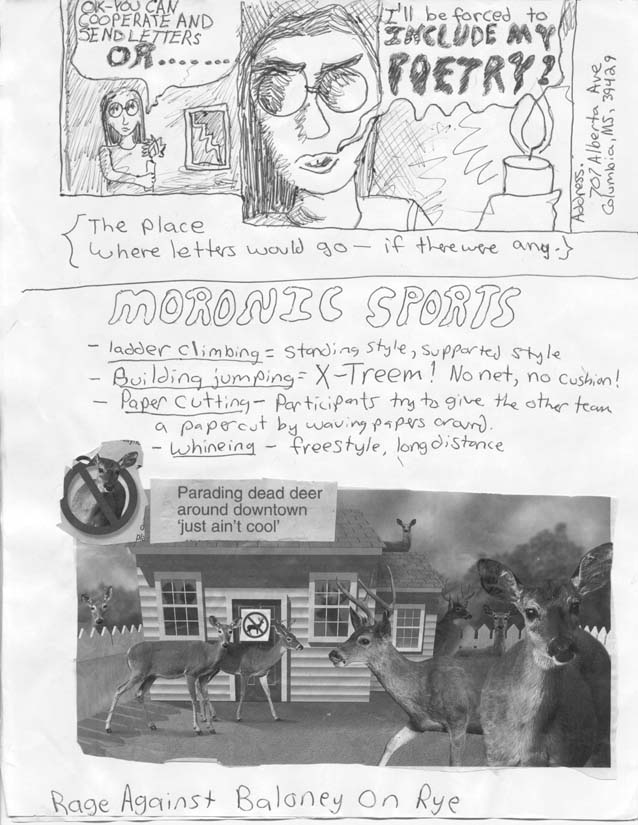 OK-YOU CAN
COOPERATE AND
SEND LETTERS
OR.......
I'll be forced to
INCLUDE MY
POETRY!
Address:
707 Alberta Ave
Columbia, MS, 39429
{The place
where letters would go - if there were any.}
MORONIC SPORTS
- ladder climbing = standing style, supported style
- Building jumping = X-Treem! No net, no cushion!
- Paper Cutting - Participants try to give the other team
a papercut by waving papers around.
- whineing - freestyle, long distance
Parading dead deer
around downtown
'just ain't cool'
Rage Against Baloney On Rye